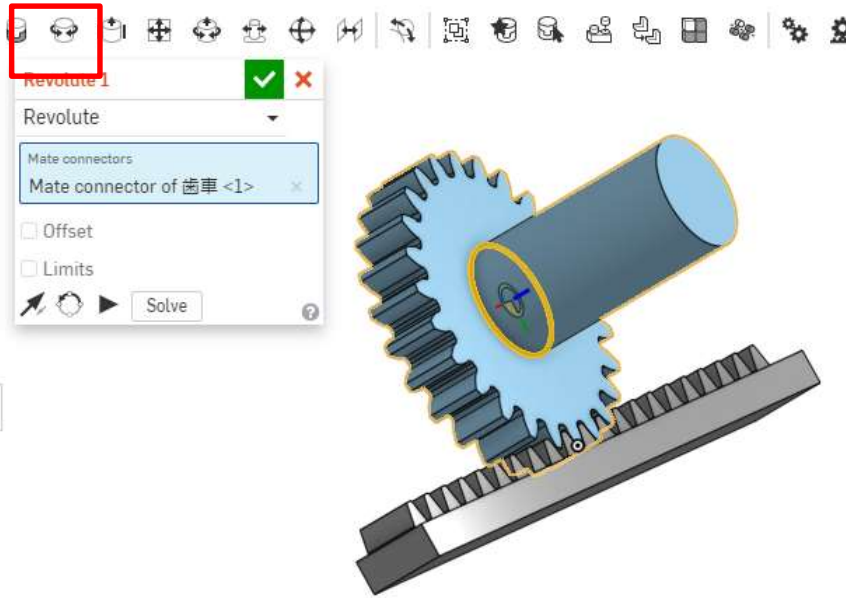 Revolute 1
Revolute
Mate connectors
Mate connector of 歯車 <1>
Offset
Limits
Solve